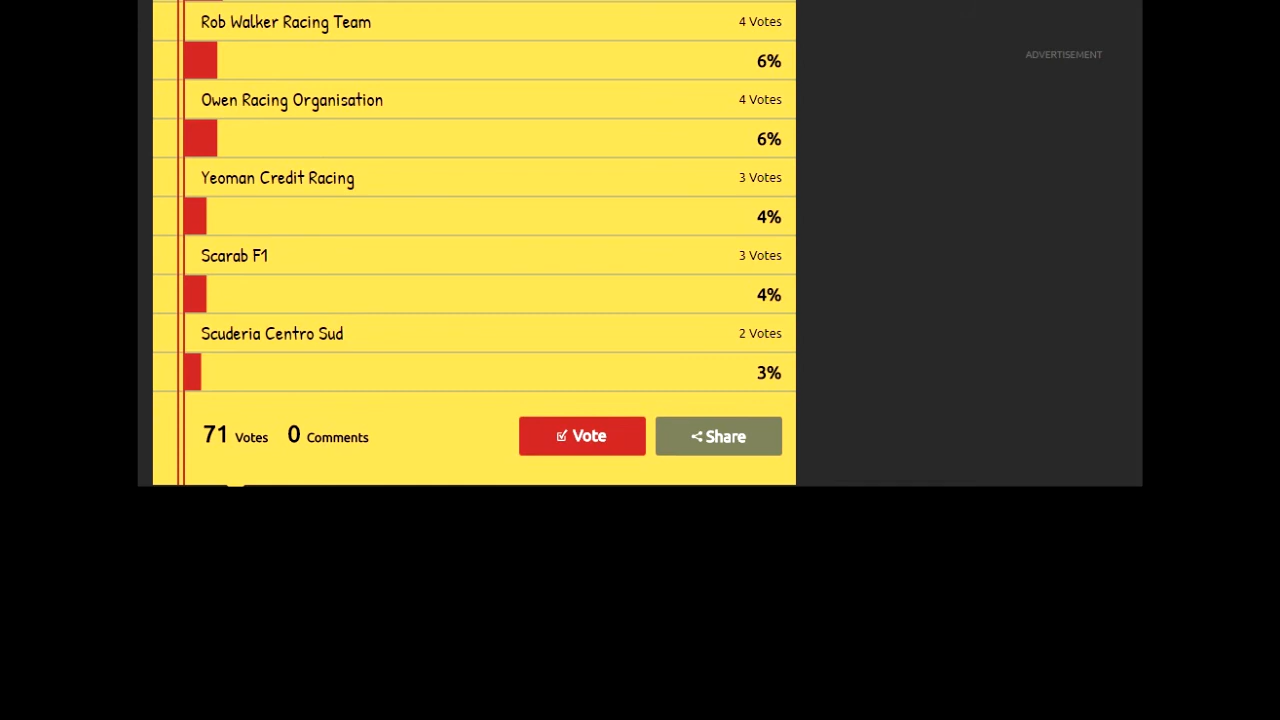 Rob Walker Racing Team 4 Votes
6%
ADVERTISEMENT
Owen Racing Organisation 4 Votes
6%
Yeoman Credit Racing 3 Votes
4%
Scarab F1 3 Votes
4%
Scuderia Centro Sud 2 Votes
3%
71 Votes 0 Comments Vote Share